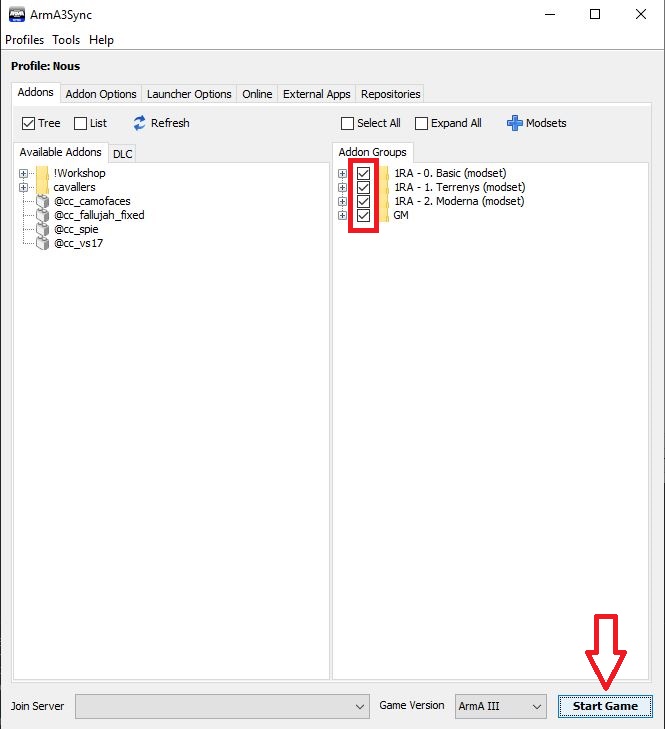 ArmA3Sync
Profiles Tools Help
Profile: Nous
Addons Addon Options Launcher Options Online External Apps Repositories
Tree List Refresh Select All Expand All Modsets
Available Addons DLC Addon Groups
!Workshop
cavallers
@cc_camofaces
@cc_fallujah_fixed
@cc_spie
@cc_vs17
1RA - 0. Basic (modset)
1RA - 1. Terrenys (modset)
1RA - 2. Moderna (modset)
GM
Join Server Game Version ArmA III Start Game